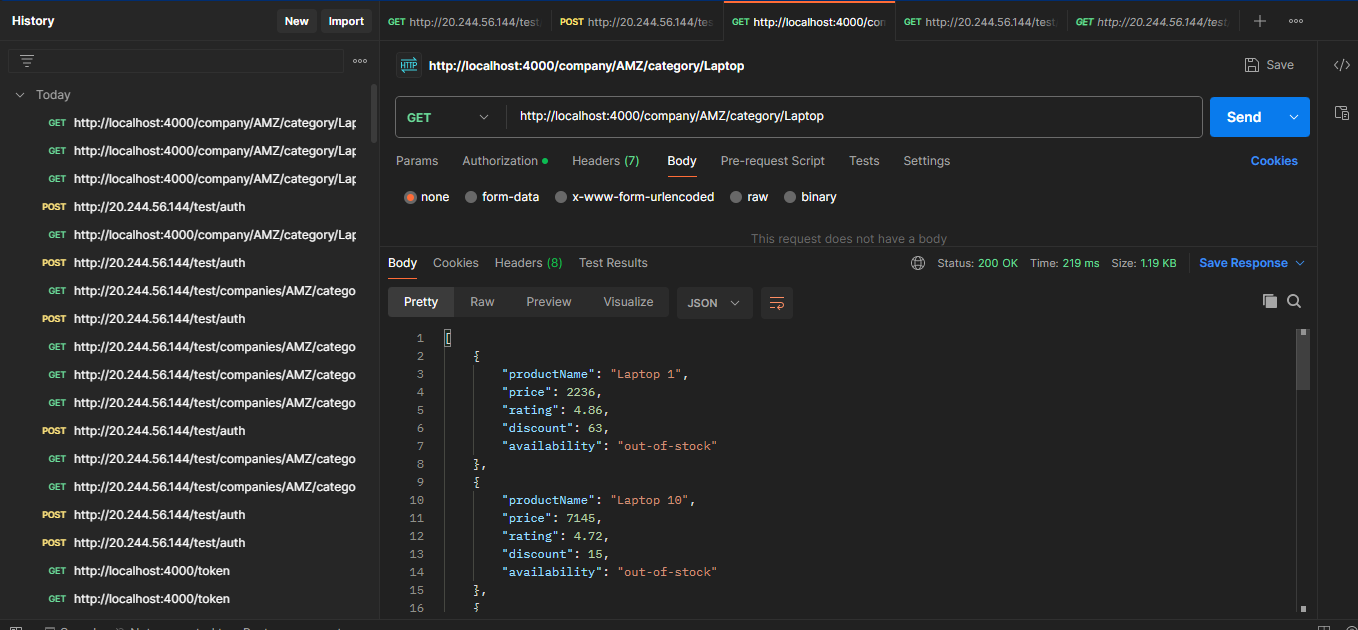 History
New
Import
GET http://20.244.56.144/test
POST http://20.244.56.144/tes
GET http://localhost:4000/con
GET http://20.244.56.144/test
GET http://20.244.56.144/test
HTTP http://localhost:4000/company/AMZ/category/Laptop
Save
Today
GET http://localhost:4000/company/AMZ/category/Lap
GET http://localhost:4000/company/AMZ/category/Lap
GET http://localhost:4000/company/AMZ/category/Lap
POST http://20.244.56.144/test/auth
GET http://localhost:4000/company/AMZ/category/Lap
POST http://20.244.56.144/test/auth
GET http://20.244.56.144/test/companies/AMZ/catego
POST http://20.244.56.144/test/auth
GET http://20.244.56.144/test/companies/AMZ/catego
GET http://20.244.56.144/test/companies/AMZ/catego
GET http://20.244.56.144/test/companies/AMZ/catego
POST http://20.244.56.144/test/auth
GET http://20.244.56.144/test/companies/AMZ/catego
GET http://20.244.56.144/test/companies/AMZ/catego
POST http://20.244.56.144/test/auth
POST http://20.244.56.144/test/auth
GET http://localhost:4000/token
GET http://localhost:4000/token
GET http://localhost:4000/company/AMZ/category/Laptop
Send
Params Authorization Headers (7) Body Pre-request Script Tests Settings Cookies
none form-data x-www-form-urlencoded raw binary
This request does not have a body
Body Cookies Headers (8) Test Results Status: 200 OK Time: 219 ms Size: 1.19 KB Save Response
Pretty Raw Preview Visualize JSON
1 [
2 {
3 "productName": "Laptop 1",
4 "price": 2236,
5 "rating": 4.86,
6 "discount": 63,
7 "availability": "out-of-stock"
8 },
9 {
10 "productName": "Laptop 10",
11 "price": 7145,
12 "rating": 4.72,
13 "discount": 15,
14 "availability": "out-of-stock"
15 },
16 {